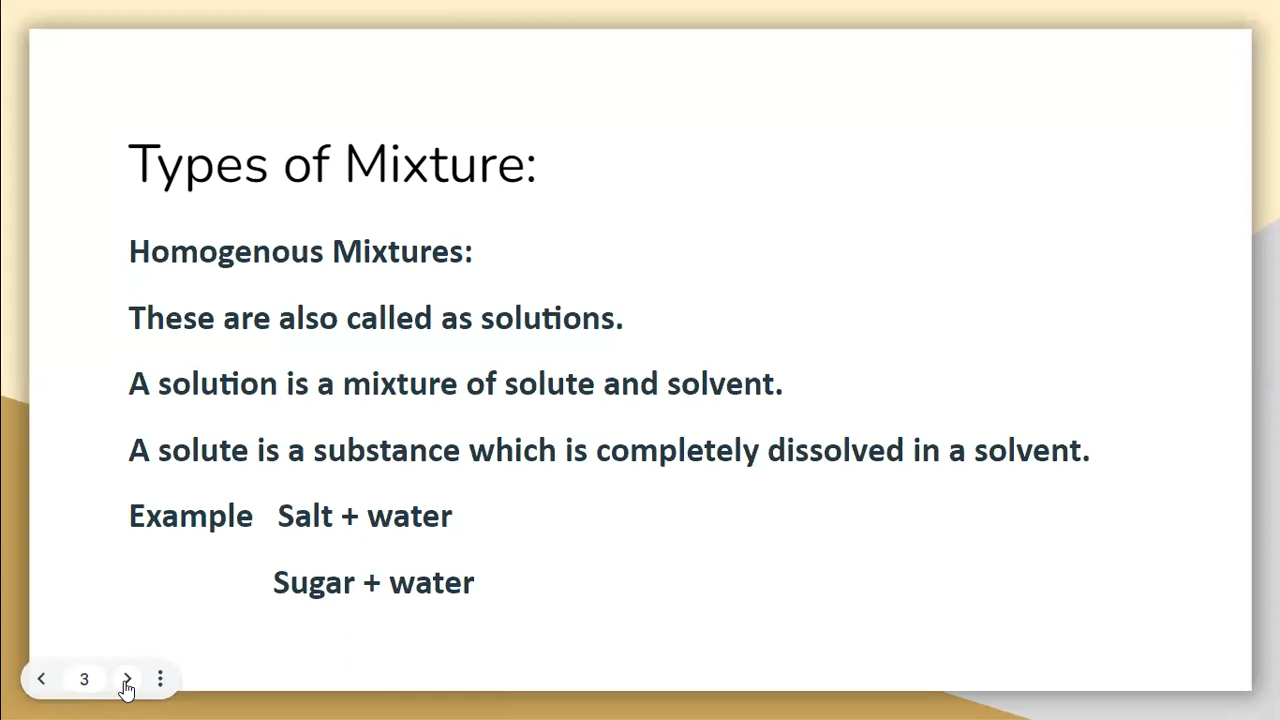 Types of Mixture:
Homogenous Mixtures:
These are also called as solutions.
A solution is a mixture of solute and solvent.
A solute is a substance which is completely dissolved in a solvent.
Example   Salt + water
Sugar + water
3